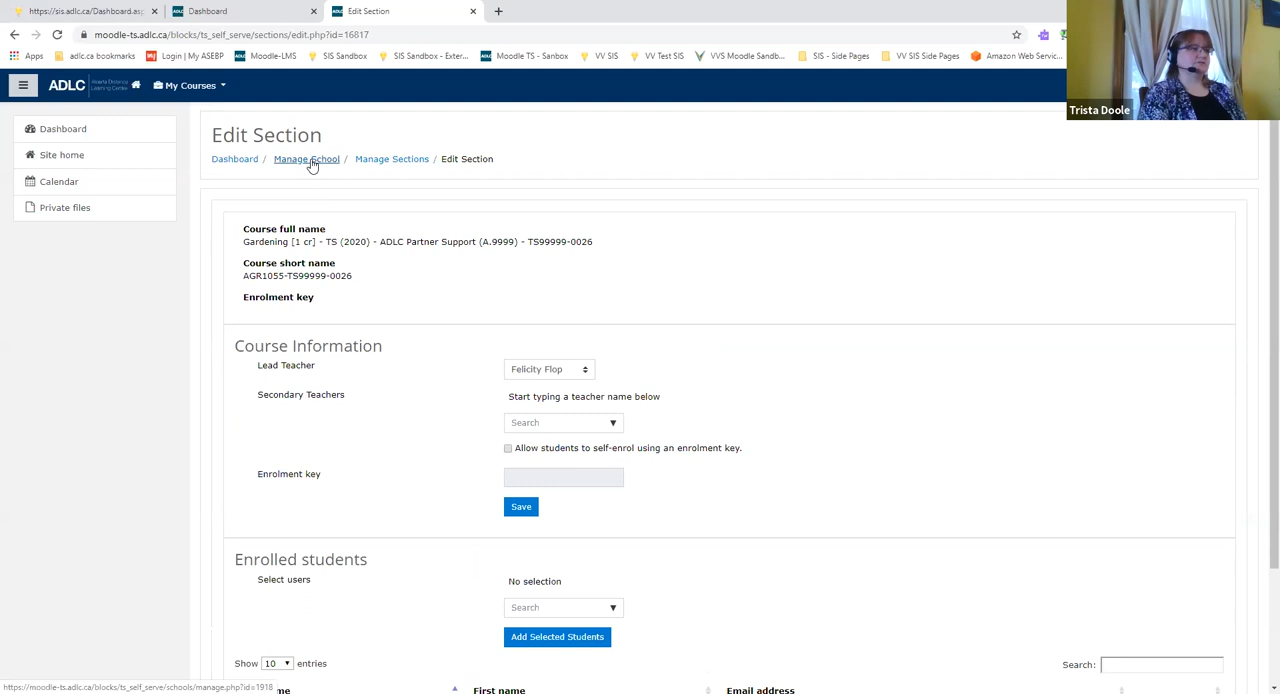 https://sis.adlc.ca/Dashboard.as
Dashboard
Edit Section
moodle-ts.adlc.ca/blocks/ts_self_serve/sections/edit.php?id=16817
Apps
adlc.ca bookmarks
Login | My ASEBP
Moodle-LMS
SIS Sandbox
SIS Sandbox - Exter...
Moodle TS - Sanbox
VV SIS
VV Test SIS
VVS Moodle Sandb...
SIS - Side Pages
VV SIS Side Pages
Amazon Web Servic...
ADLC Alberta Distance Learning Centre
My Courses
Trista Doole
Dashboard
Site home
Calendar
Private files
Edit Section
Dashboard / Manage School / Manage Sections / Edit Section
Course full name
Gardening [1 cr] - TS (2020) - ADLC Partner Support (A.9999) - TS99999-0026
Course short name
AGR1055-TS99999-0026
Enrolment key
Course Information
Lead Teacher
Felicity Flop
Secondary Teachers
Start typing a teacher name below
Search
Allow students to self-enrol using an enrolment key.
Enrolment key
Save
Enrolled students
Select users
No selection
Search
Add Selected Students
Show 10 entries
Search:
https://moodle-ts.adlc.ca/blocks/ts_self_serve/schools/manage.php?id=1918
First name
Email address